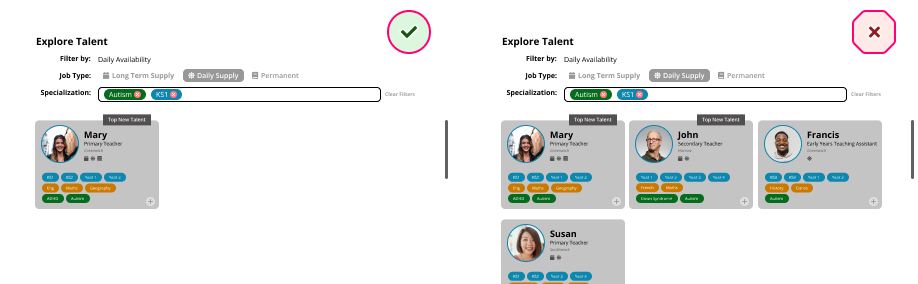 Explore Talent
Filter by: Daily Availability
Job Type: Long Term Supply Daily Supply Permanent
Specialization: Autism KS1 Clear Filters
Top New Talent
Mary
Primary Teacher
Greenwich
KS1 KS2 Year 1 Year 2
Eng Maths Geography
ADHD Autism
Explore Talent
Filter by: Daily Availability
Job Type: Long Term Supply Daily Supply Permanent
Specialization: Autism KS1 Clear Filters
Top New Talent
Mary
Primary Teacher
Greenwich
KS1 KS2 Year 1 Year 2
Eng Maths Geography
ADHD Autism
Top New Talent
John
Secondary Teacher
Year 1 Year 2 Year 3 Year 4
French Maths
Down Syndrome Autism
Francis
Early Years Teaching Assistant
Greenwich
Year 1 Year 2
History Dance
Autism
Susan
Primary Teacher
Southwark
KS1 KS2 Year 3 Year 4